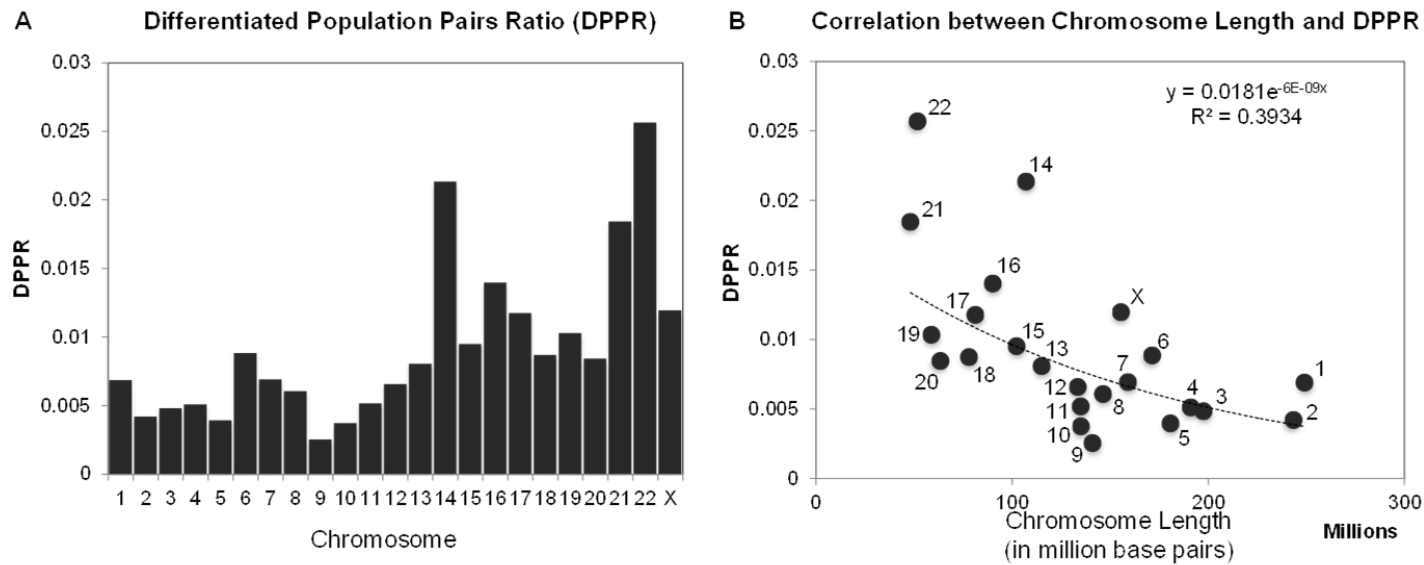 A
Differentiated Population Pairs Ratio (DPPR)
0.03
0.025
0.02
0.015
0.01
0.005
0
DPPR
1 2 3 4 5 6 7 8 9 10 11 12 13 14 15 16 17 18 19 20 21 22 X
Chromosome
B
Correlation between Chromosome Length and DPPR
0.03
0.025
0.02
0.015
0.01
0.005
0
DPPR
y = 0.0181e^-6E-09x
R² = 0.3934
22
14
21
16
17
X
19
15
13
6
20
18
12
7
1
11
8
4
3
2
10
5
9
0 100 200 300
Chromosome Length
(in million base pairs)
Millions